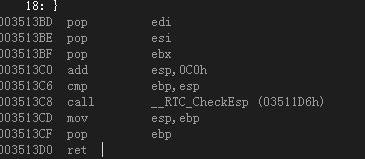 18: }
003513BD pop edi
003513BE pop esi
003513BF pop ebx
003513C0 add esp,0C0h
003513C6 cmp ebp,esp
003513C8 call __RTC_CheckEsp (03511D6h)
003513CD mov esp,ebp
003513CF pop ebp
003513D0 ret